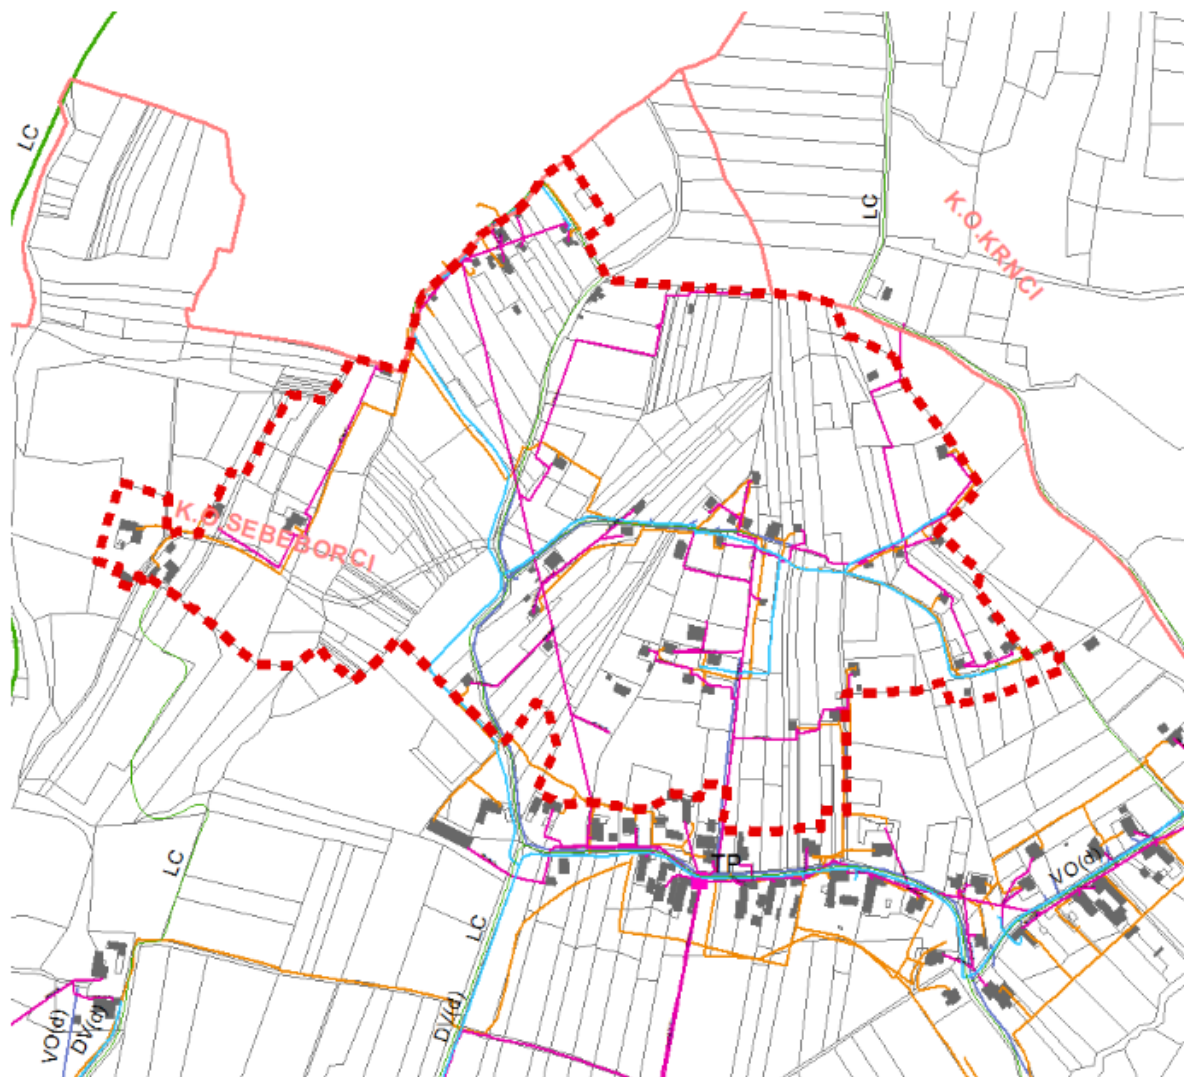 LC
LC
K.O.KRNCI
K.O.SEBEBORCI
TP
LC
VO(d)
LC
DV(d)
VO(d)
DV(d)